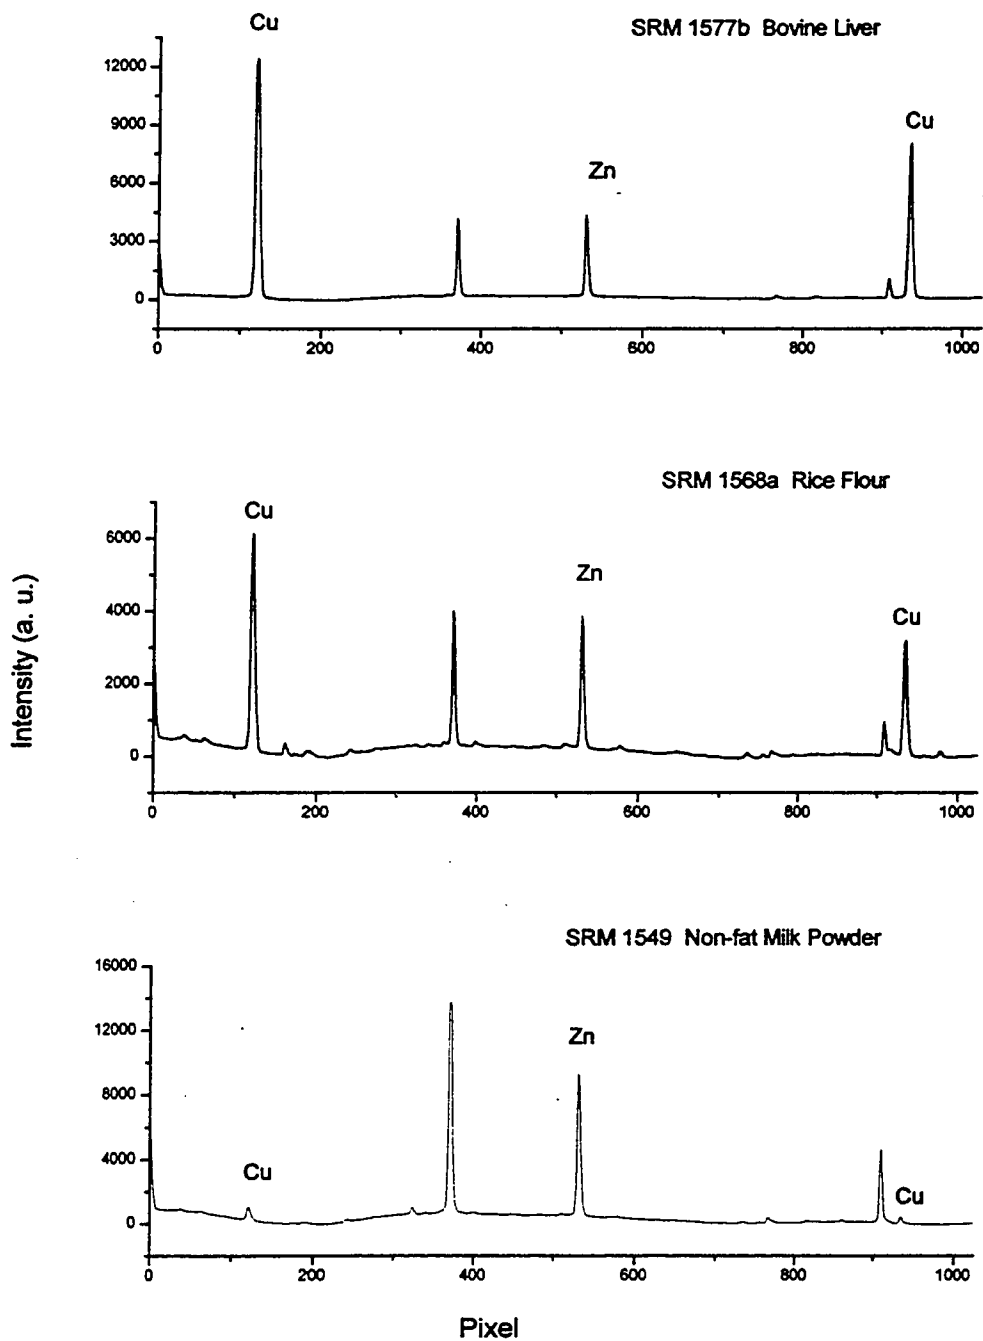 Cu
SRM 1577b Bovine Liver
12000
9000
6000
3000
0
Zn
Cu
0 200 400 600 800 1000
SRM 1568a Rice Flour
Cu
6000
4000
2000
0
Zn
Cu
0 200 400 600 800 1000
Intensity (a. u.)
SRM 1549 Non-fat Milk Powder
16000
12000
8000
4000
0
Cu
Zn
Cu
0 200 400 600 800 1000
Pixel